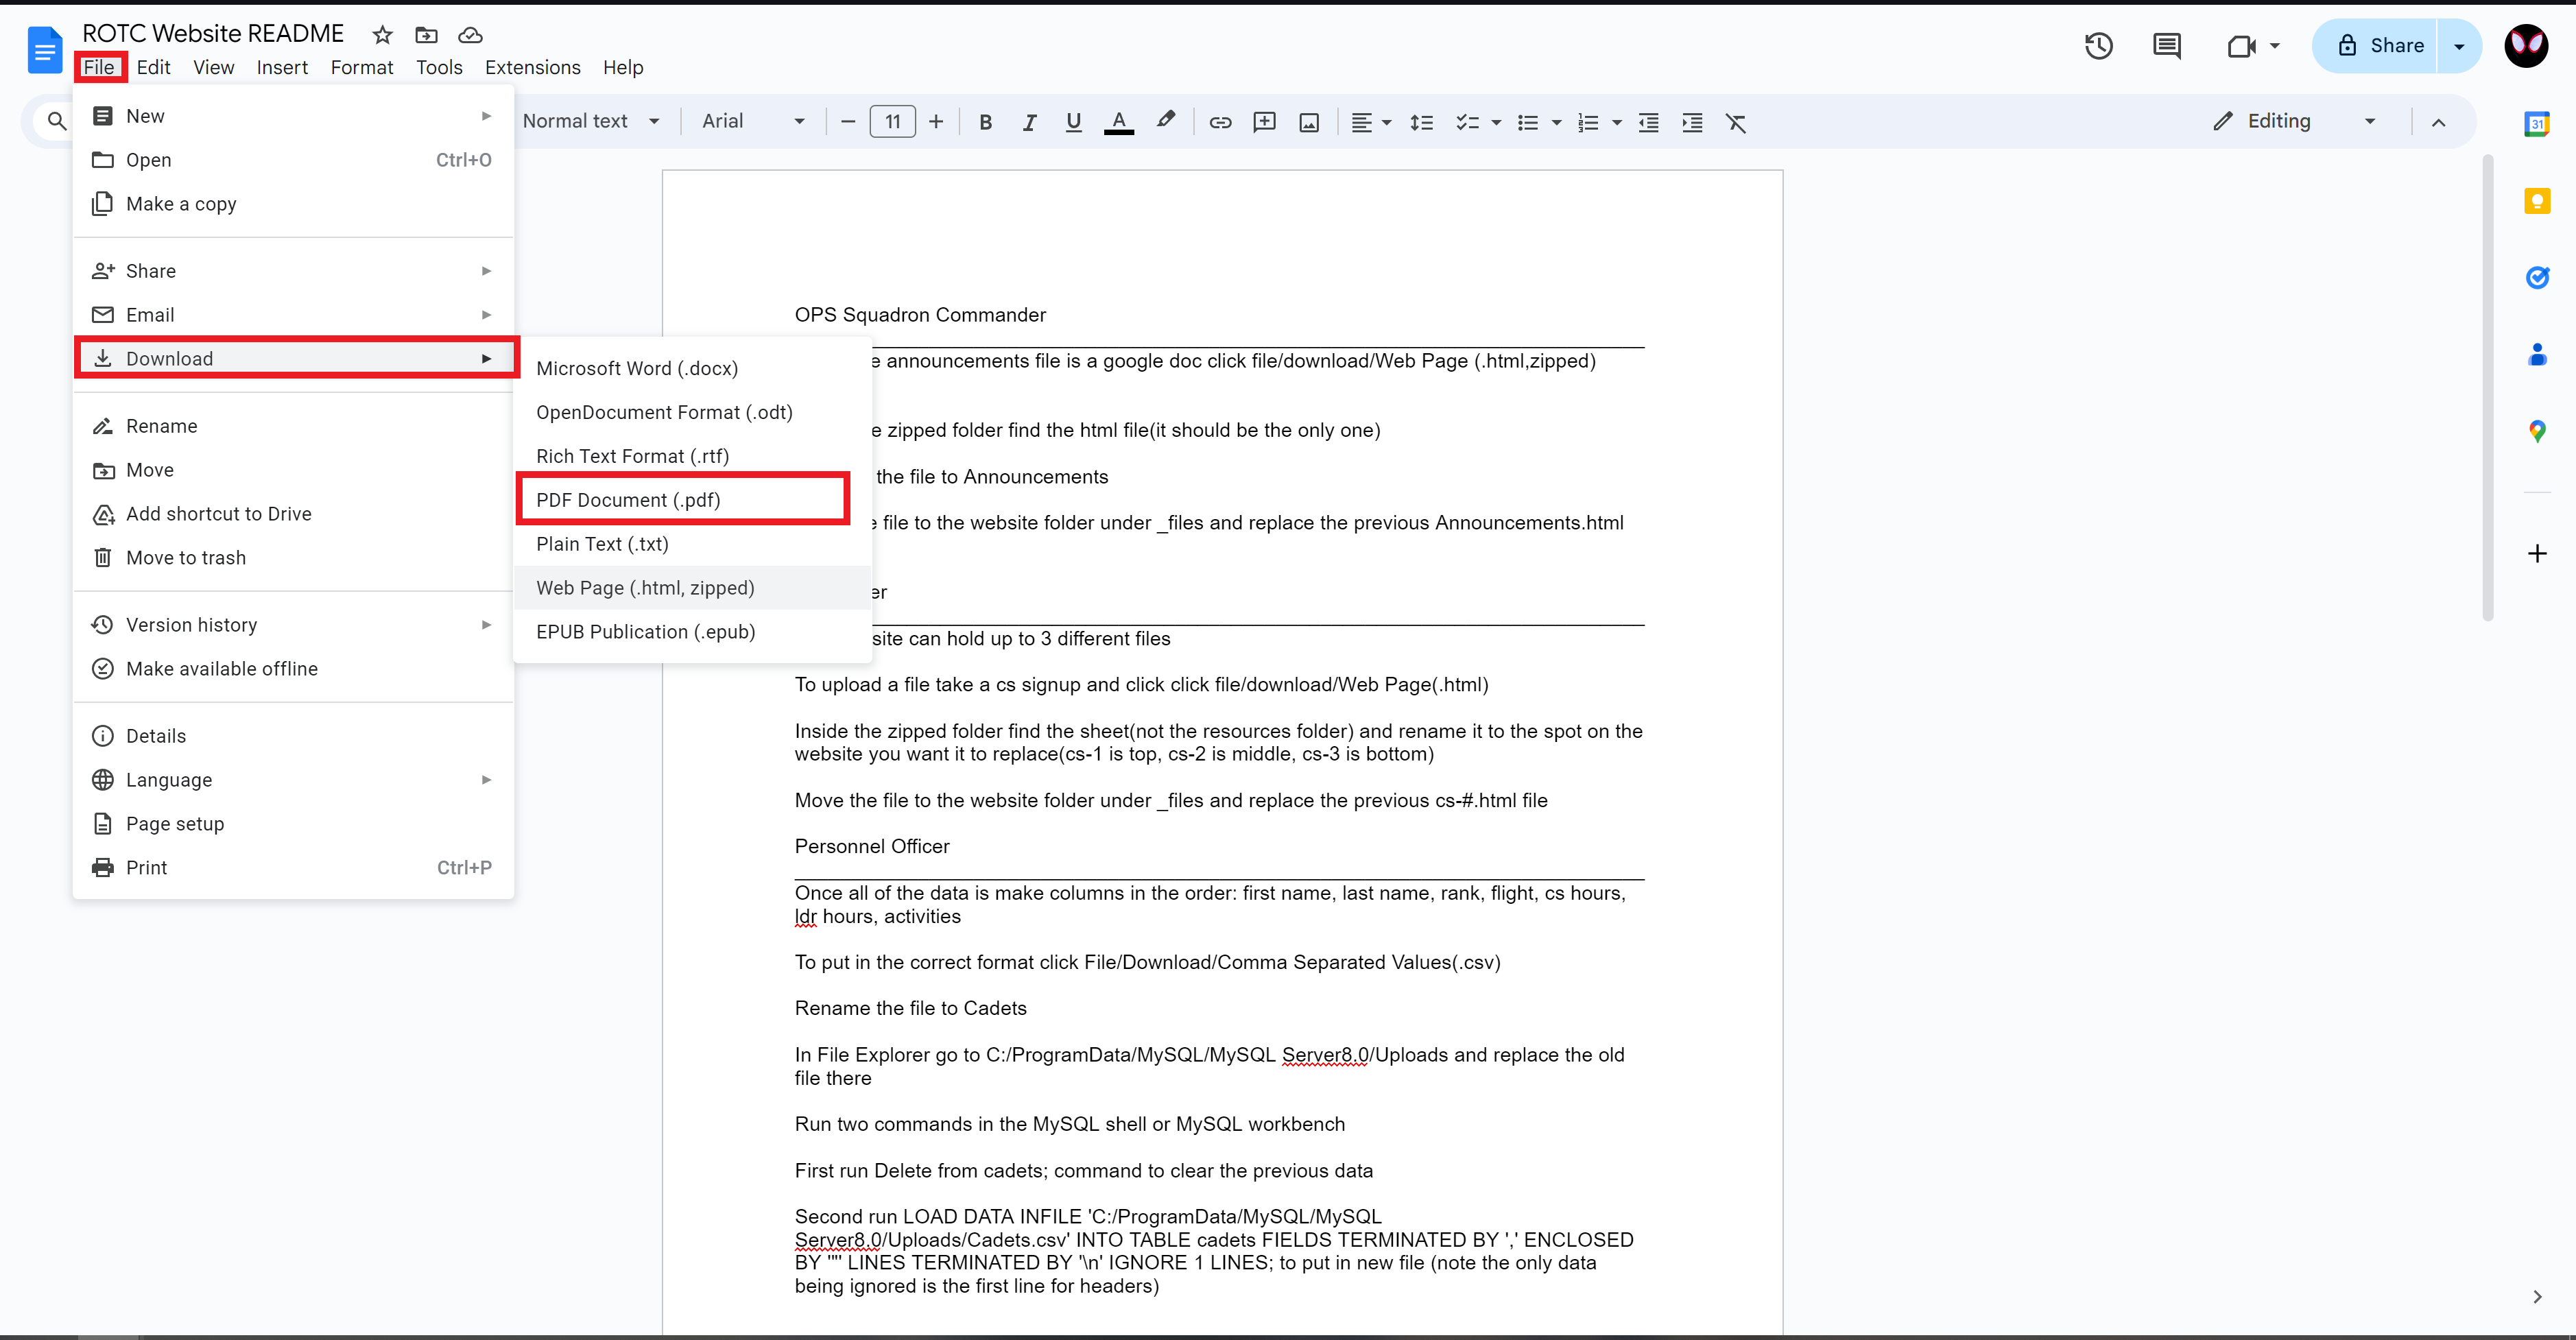 ROTC Website README
File Edit View Insert Format Tools Extensions Help
Share
Normal text Arial 11 Editing
New
Open Ctrl+O
Make a copy
Share
Email
Download
Rename
Move
Add shortcut to Drive
Move to trash
Version history
Make available offline
Details
Language
Page setup
Print Ctrl+P
Microsoft Word (.docx)
OpenDocument Format (.odt)
Rich Text Format (.rtf)
PDF Document (.pdf)
Plain Text (.txt)
Web Page (.html, zipped)
EPUB Publication (.epub)
31
OPS Squadron Commander
e announcements file is a google doc click file/download/Web Page (.html,zipped)
e zipped folder find the html file(it should be the only one)
the file to Announcements
e file to the website folder under _files and replace the previous Announcements.html
er
site can hold up to 3 different files
To upload a file take a cs signup and click click file/download/Web Page(.html)
Inside the zipped folder find the sheet(not the resources folder) and rename it to the spot on the
website you want it to replace(cs-1 is top, cs-2 is middle, cs-3 is bottom)
Move the file to the website folder under _files and replace the previous cs-#.html file
Personnel Officer
Once all of the data is make columns in the order: first name, last name, rank, flight, cs hours,
ldr hours, activities
To put in the correct format click File/Download/Comma Separated Values(.csv)
Rename the file to Cadets
In File Explorer go to C:/ProgramData/MySQL/MySQL Server8.0/Uploads and replace the old
file there
Run two commands in the MySQL shell or MySQL workbench
First run Delete from cadets; command to clear the previous data
Second run LOAD DATA INFILE 'C:/ProgramData/MySQL/MySQL
Server8.0/Uploads/Cadets.csv' INTO TABLE cadets FIELDS TERMINATED BY ',' ENCLOSED
BY '"' LINES TERMINATED BY '\n' IGNORE 1 LINES; to put in new file (note the only data
being ignored is the first line for headers)